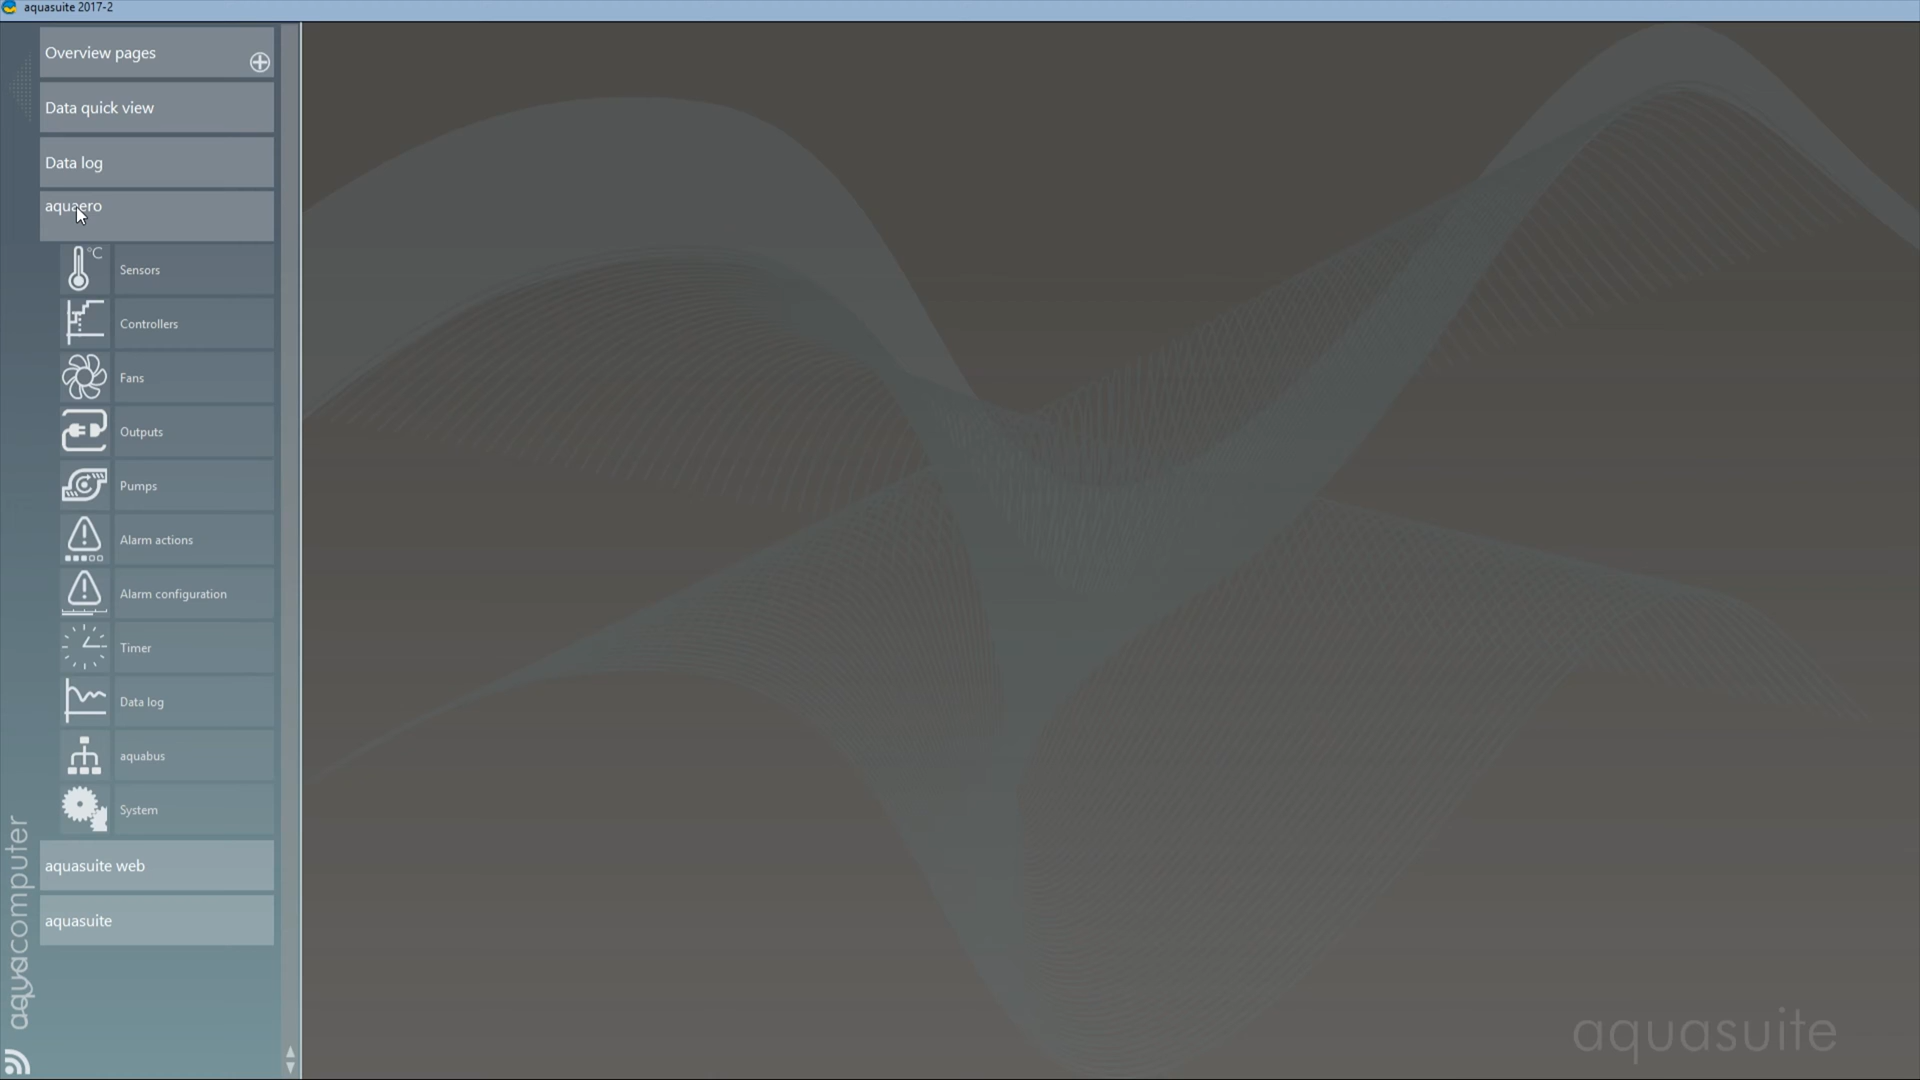 aquasuite 2017-2
Overview pages
Data quick view
Data log
aquaero
°C
Sensors
Controllers
Fans
Outputs
Pumps
Alarm actions
Alarm configuration
Timer
Data log
aquabus
System
aquasuite web
aquasuite
aquacomputer
aquasuite